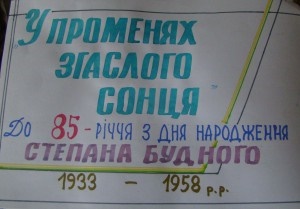 У ПРОМЕНЯХ
ЗГАСЛОГО
СОНЦЯ
До 85-річчя з дня народження
СТЕПАНА БУДНОГО
1933 - 1958 р.р.